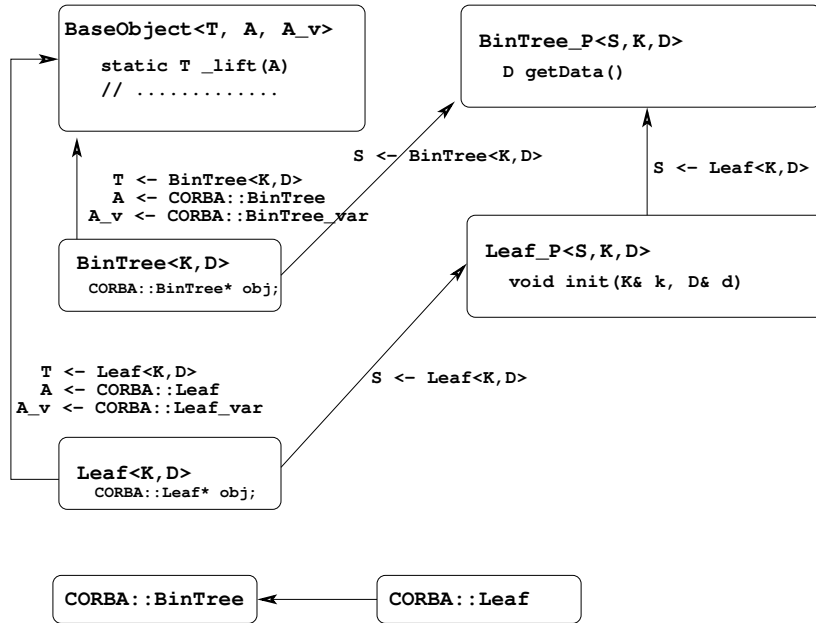 BaseObject<T, A, A_v>
static T _lift(A)
// .............
BinTree_P<S,K,D>
D getData()
S <- BinTree<K,D>
S <- Leaf<K,D>
T <- BinTree<K,D>
A <- CORBA::BinTree
A_v <- CORBA::BinTree_var
BinTree<K,D>
CORBA::BinTree* obj;
Leaf_P<S,K,D>
void init(K& k, D& d)
T <- Leaf<K,D>
A <- CORBA::Leaf
A_v <- CORBA::Leaf_var
S <- Leaf<K,D>
Leaf<K,D>
CORBA::Leaf* obj;
CORBA::BinTree
CORBA::Leaf